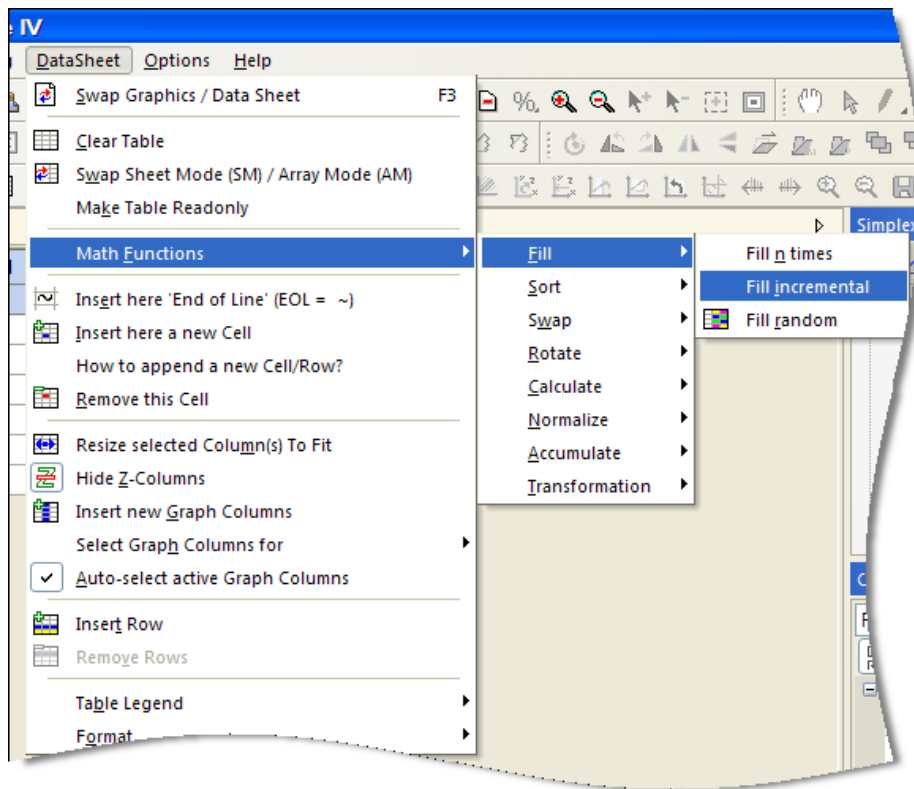 IV
DataSheet Options Help
Swap Graphics / Data Sheet F3
Clear Table
Swap Sheet Mode (SM) / Array Mode (AM)
Make Table Readonly
Math Functions
Insert here 'End of Line' (EOL = ~)
Insert here a new Cell
How to append a new Cell/Row?
Remove this Cell
Resize selected Column(s) To Fit
Hide Z-Columns
Insert new Graph Columns
Select Graph Columns for
Auto-select active Graph Columns
Insert Row
Remove Rows
Table Legend
Format
Fill
Sort
Swap
Rotate
Calculate
Normalize
Accumulate
Transformation
Fill n times
Fill incremental
Fill random
Simplex